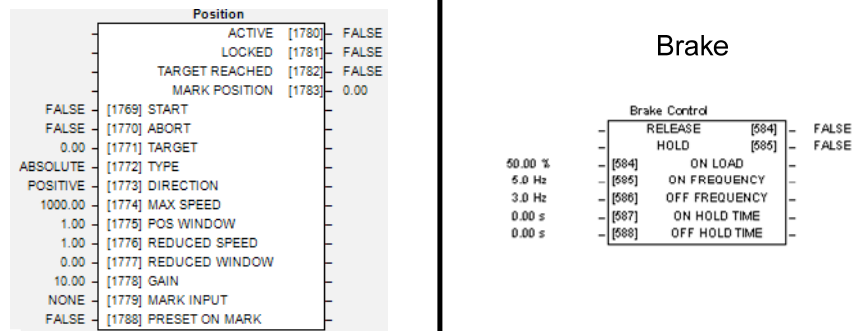 Position
ACTIVE [1780] FALSE
LOCKED [1781] FALSE
TARGET REACHED [1782] FALSE
MARK POSITION [1783] 0.00
FALSE [1769] START
FALSE [1770] ABORT
0.00 [1771] TARGET
ABSOLUTE [1772] TYPE
POSITIVE [1773] DIRECTION
1000.00 [1774] MAX SPEED
1.00 [1775] POS WINDOW
1.00 [1776] REDUCED SPEED
0.00 [1777] REDUCED WINDOW
10.00 [1778] GAIN
NONE [1779] MARK INPUT
FALSE [1788] PRESET ON MARK
Brake
Brake Control
RELEASE [584] FALSE
HOLD [585] FALSE
50.00 % [584] ON LOAD
5.0 Hz [585] ON FREQUENCY
3.0 Hz [586] OFF FREQUENCY
0.00 s [587] ON HOLD TIME
0.00 s [588] OFF HOLD TIME